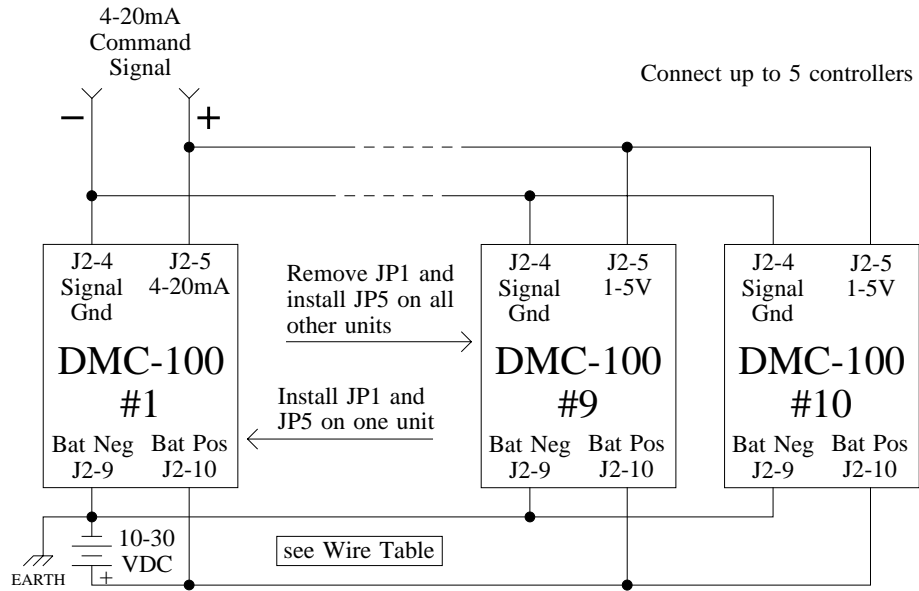 4-20mA
Command
Signal
Connect up to 5 controllers
− +
J2-4 J2-5
Signal 4-20mA
Gnd
DMC-100
#1
Bat Neg Bat Pos
J2-9 J2-10
Remove JP1 and
install JP5 on all
other units
Install JP1 and
JP5 on one unit
J2-4 J2-5
Signal 1-5V
Gnd
DMC-100
#9
Bat Neg Bat Pos
J2-9 J2-10
J2-4 J2-5
Signal 1-5V
Gnd
DMC-100
#10
Bat Neg Bat Pos
J2-9 J2-10
EARTH
10-30
VDC
+
see Wire Table